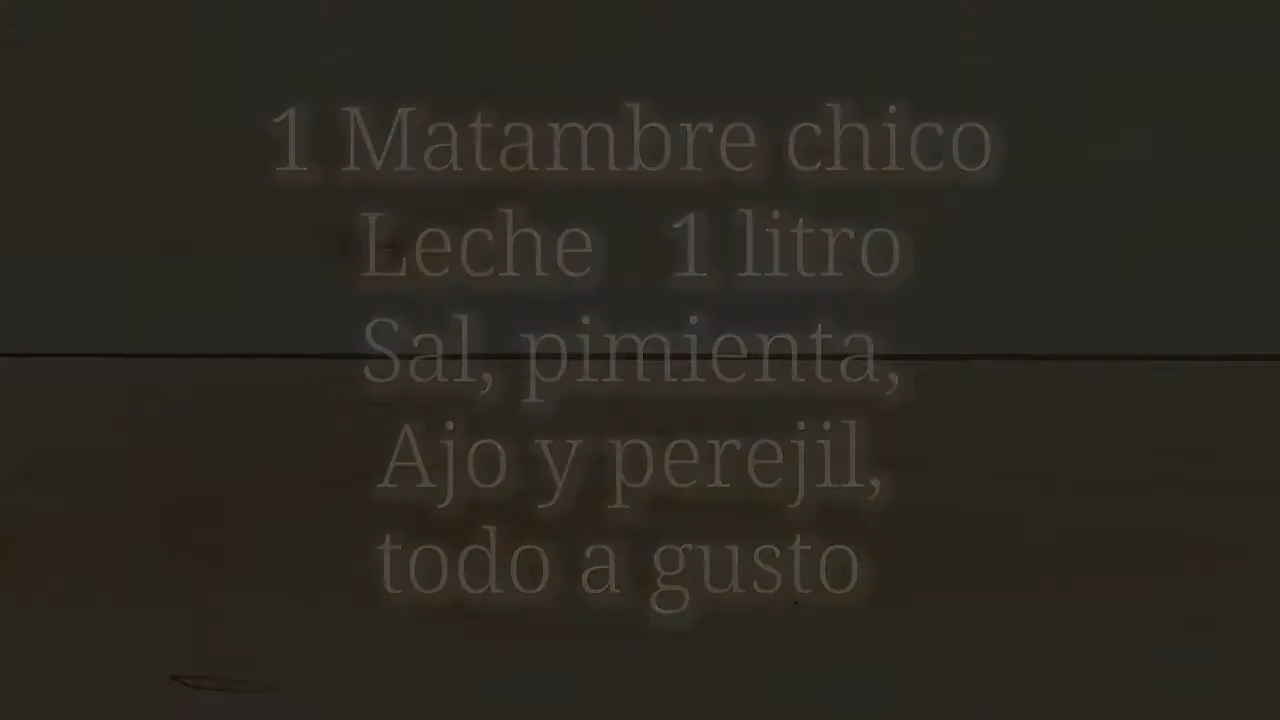 1 Matambre chico
Leche 1 litro
Sal, pimienta,
Ajo y perejil,
todo a gusto